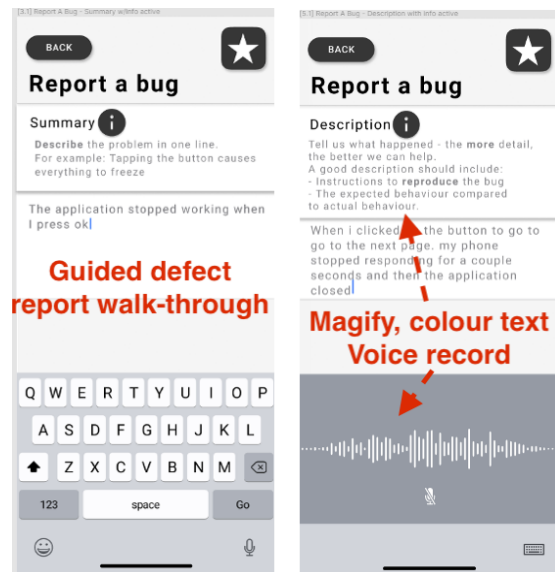 [3.1] Report A Bug - Summary w/info active
BACK
Report a bug
Summary i
Describe the problem in one line.
For example: Tapping the button causes
everything to freeze
The application stopped working when
I press ok
Guided defect
report walk-through
Q W E R T Y U I O P
A S D F G H J K L
Z X C V B N M
123 space Go
[5.1] Report A Bug - Description with Info active
BACK
Report a bug
Description i
Tell us what happened - the more detail,
the better we can help.
A good description should include:
- Instructions to reproduce the bug
- The expected behaviour compared
to actual behaviour.
When i clicked the button to go to
go to the next page. my phone
stopped responding for a couple
seconds and then the application
closed
Magify, colour text
Voice record